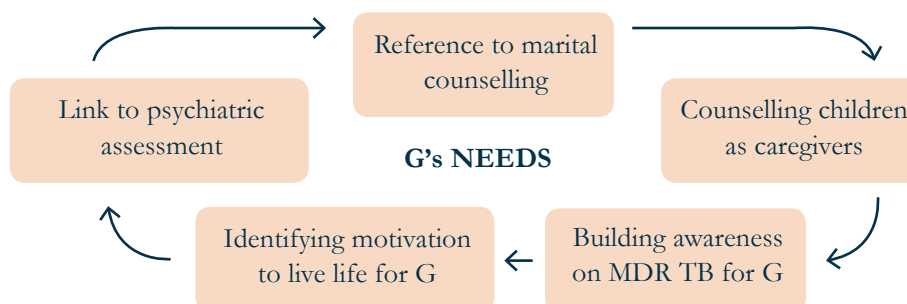 Reference to marital
counselling
Link to psychiatric
assessment
Counselling children
as caregivers
G's NEEDS
Identifying motivation
to live life for G
Building awareness
on MDR TB for G